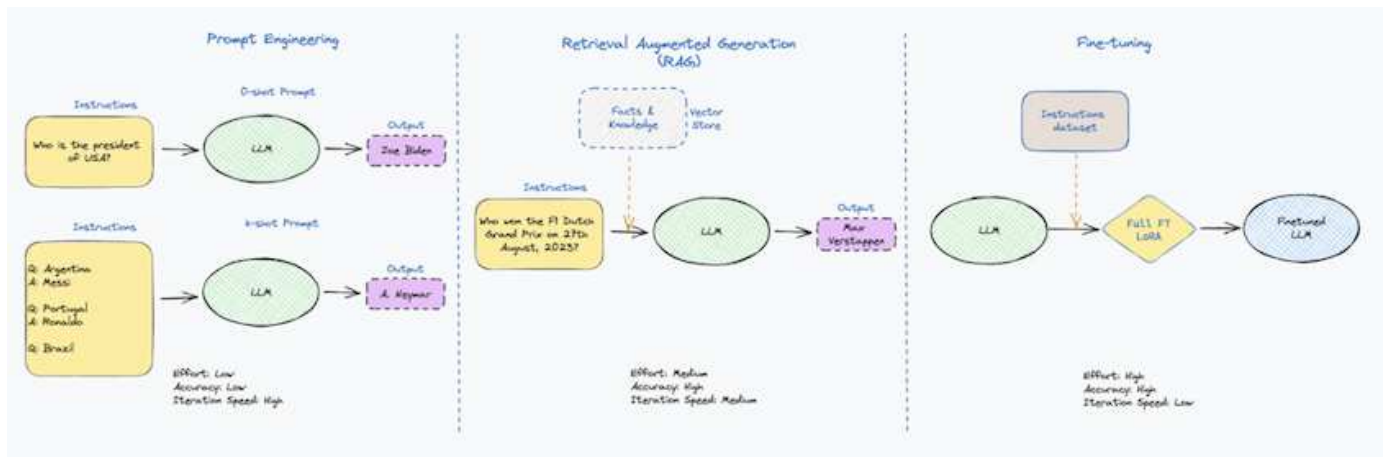 Prompt Engineering
0-shot Prompt
Instructions
Who is the president
of USA?
LLM
Output
Joe Biden
k-shot Prompt
Instructions
Q: Argentina
A: Messi
Q: Portugal
A: Ronaldo
Q: Brazil
LLM
Output
A. Neymar
Effort: Low
Accuracy: Low
Iteration Speed: High
Retrieval Augmented Generation
(RAG)
Facts &
Knowledge
Vector
Store
Instructions
Who won the F1 Dutch
Grand Prix on 27th
August, 2023?
LLM
Output
Max
Verstappen
Effort: Medium
Accuracy: High
Iteration Speed: Medium
Fine-tuning
Instructions
dataset
LLM
Full FT
LoRA
Finetuned
LLM
Effort: High
Accuracy: High
Iteration Speed: Low